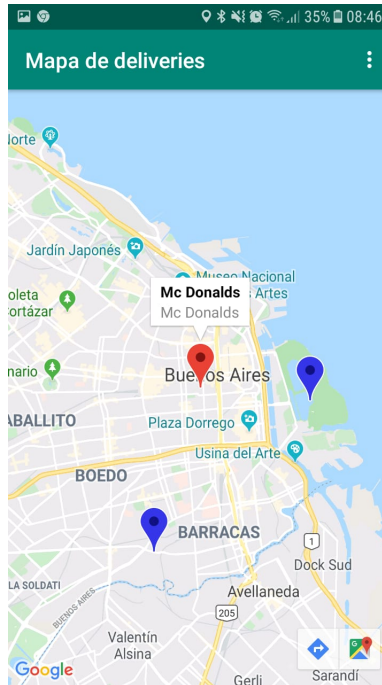 35% 08:46
Mapa de deliveries
Norte
Jardín Japonés
Museo Nacional
Artes
oleta
ortázar
Mc Donalds
Mc Donalds
nario
Buenos Aires
ABALLITO
Plaza Dorrego
Usina del Arte
BOEDO
BARRACAS
1
Dock Sud
LA SOLDATI
BUENOS AIRES
Avellaneda
205
Valentín
Alsina
Google
G
Gerli
Sarandí